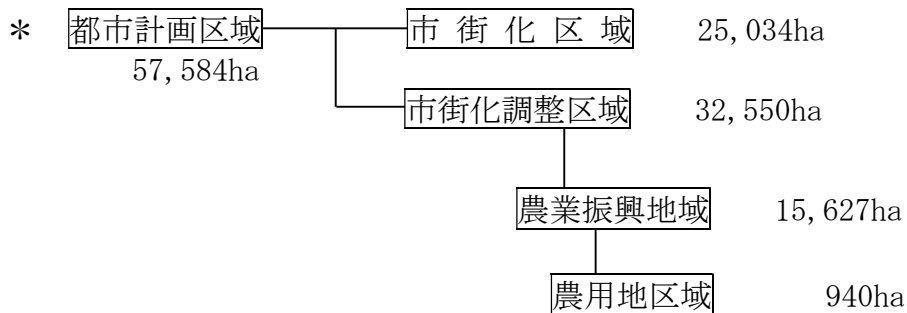 * 都市計画区域 市街化区域 25,034ha
57,584ha
市街化調整区域 32,550ha
農業振興地域 15,627ha
農用地区域 940ha